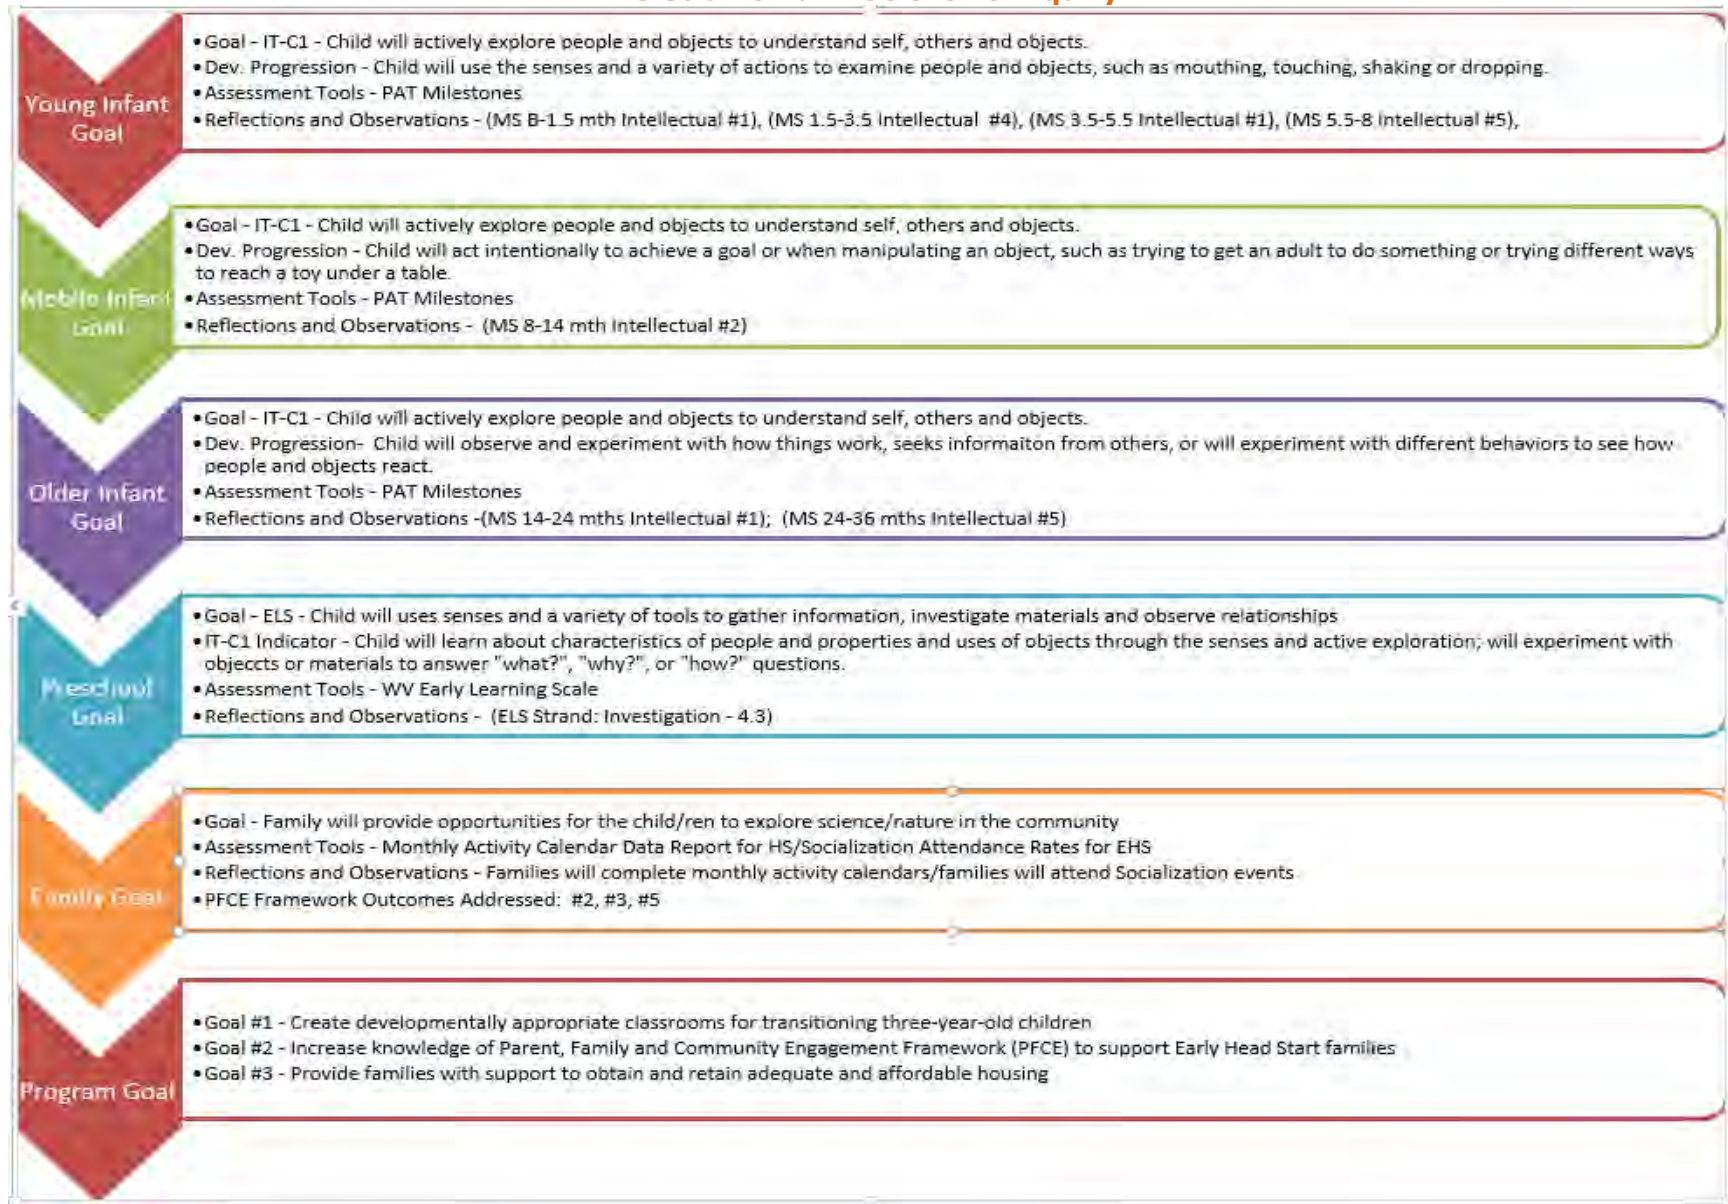 Young Infant
Goal
•Goal - IT-C1 - Child will actively explore people and objects to understand self, others and objects.
•Dev. Progression - Child will use the senses and a variety of actions to examine people and objects, such as mouthing, touching, shaking or dropping.
•Assessment Tools - PAT Milestones
•Reflections and Observations - (MS B-1.5 mth Intellectual #1), (MS 1.5-3.5 Intellectual #4), (MS 3.5-5.5 Intellectual #1), (MS 5.5-8 Intellectual #5),
Mobile Infant
Goal
•Goal - IT-C1 - Child will actively explore people and objects to understand self, others and objects.
•Dev. Progression - Child will act intentionally to achieve a goal or when manipulating an object, such as trying to get an adult to do something or trying different ways
to reach a toy under a table.
•Assessment Tools - PAT Milestones
•Reflections and Observations - (MS 8-14 mth Intellectual #2)
Older Infant
Goal
•Goal - IT-C1 - Child will actively explore people and objects to understand self, others and objects.
•Dev. Progression- Child will observe and experiment with how things work, seeks informaiton from others, or will experiment with different behaviors to see how
people and objects react.
•Assessment Tools - PAT Milestones
•Reflections and Observations -(MS 14-24 mths Intellectual #1); (MS 24-36 mths Intellectual #5)
Preschool
Goal
•Goal - ELS - Child will uses senses and a variety of tools to gather information, investigate materials and observe relationships
•IT-C1 Indicator - Child will learn about characteristics of people and properties and uses of objects through the senses and active exploration; will experiment with
objeccts or materials to answer "what?", "why?", or "how?" questions.
•Assessment Tools - WV Early Learning Scale
•Reflections and Observations - (ELS Strand: Investigation - 4.3)
Family Goal
•Goal - Family will provide opportunities for the child/ren to explore science/nature in the community
•Assessment Tools - Monthly Activity Calendar Data Report for HS/Socialization Attendance Rates for EHS
•Reflections and Observations - Families will complete monthly activity calendars/families will attend Socialization events
•PFCE Framework Outcomes Addressed: #2, #3, #5
Program Goal
•Goal #1 - Create developmentally appropriate classrooms for transitioning three-year-old children
•Goal #2 - Increase knowledge of Parent, Family and Community Engagement Framework (PFCE) to support Early Head Start families
•Goal #3 - Provide families with support to obtain and retain adequate and affordable housing